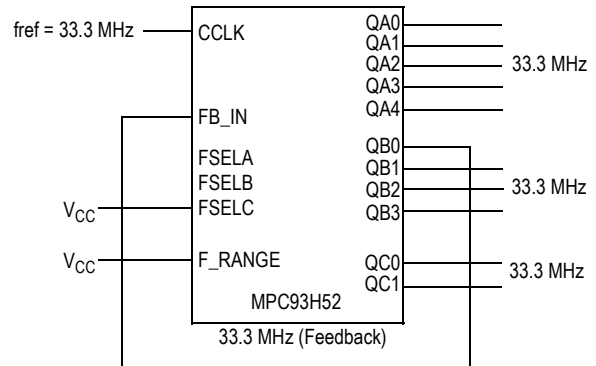 fref = 33.3 MHz
CCLK
QA0
QA1
QA2
QA3
QA4
33.3 MHz
FB_IN
QB0
QB1
QB2
QB3
33.3 MHz
FSELA
FSELB
VCC
FSELC
VCC
F_RANGE
QC0
QC1
33.3 MHz
MPC93H52
33.3 MHz (Feedback)